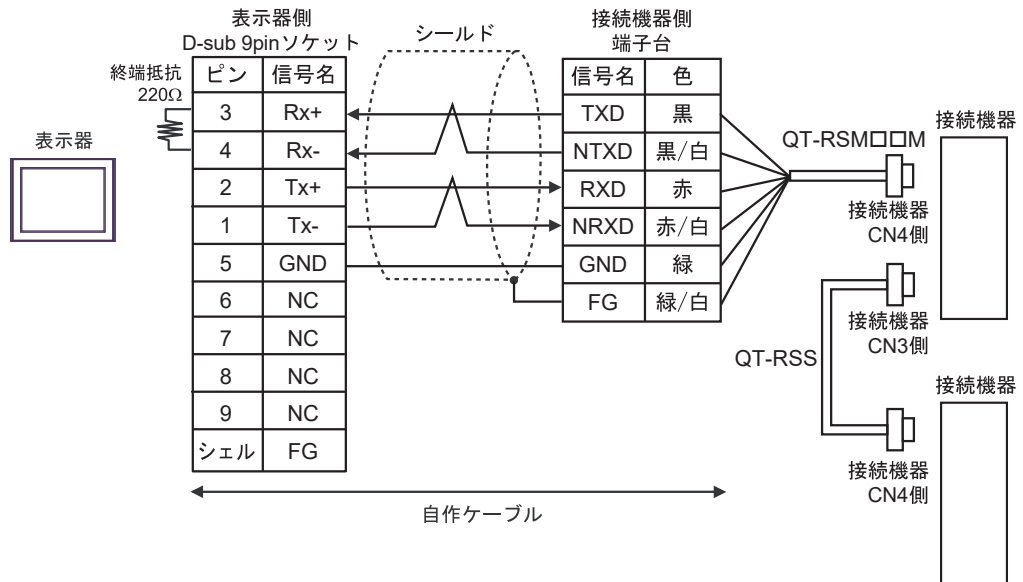 表示器側
D-sub 9pinソケット
シールド
接続機器側
端子台
終端抵抗
220Ω
表示器
ピン 信号名
3 Rx+
4 Rx-
2 Tx+
1 Tx-
5 GND
6 NC
7 NC
8 NC
9 NC
シェル FG
信号名 色
TXD 黒
NTXD 黒/白
RXD 赤
NRXD 赤/白
GND 緑
FG 緑/白
QT-RSM□□M
接続機器
接続機器
CN4側
接続機器
CN3側
QT-RSS
接続機器
接続機器
CN4側
自作ケーブル